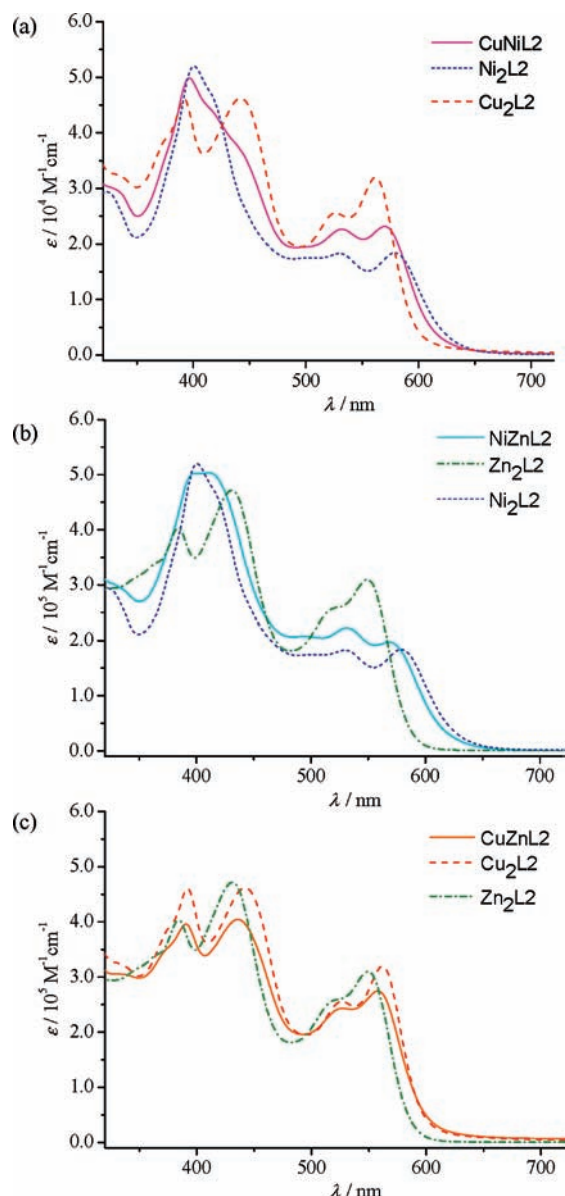 (a)
CuNiL2
Ni₂L2
Cu₂L2
ε / 10⁴ M⁻¹cm⁻¹
6.0
5.0
4.0
3.0
2.0
1.0
0.0
400 500 600 700
λ / nm
(b)
NiZnL2
Zn₂L2
Ni₂L2
ε / 10⁵ M⁻¹cm⁻¹
6.0
5.0
4.0
3.0
2.0
1.0
0.0
400 500 600 700
λ / nm
(c)
CuZnL2
Cu₂L2
Zn₂L2
ε / 10⁵ M⁻¹cm⁻¹
6.0
5.0
4.0
3.0
2.0
1.0
0.0
400 500 600 700
λ / nm